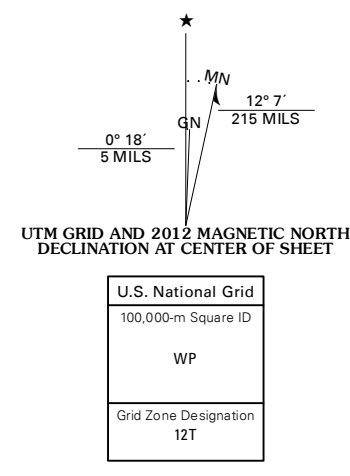 ★
MN
GN
12° 7´
215 MILS
0° 18´
5 MILS
UTM GRID AND 2012 MAGNETIC NORTH
DECLINATION AT CENTER OF SHEET
U.S. National Grid
100,000-m Square ID
WP
Grid Zone Designation
12T